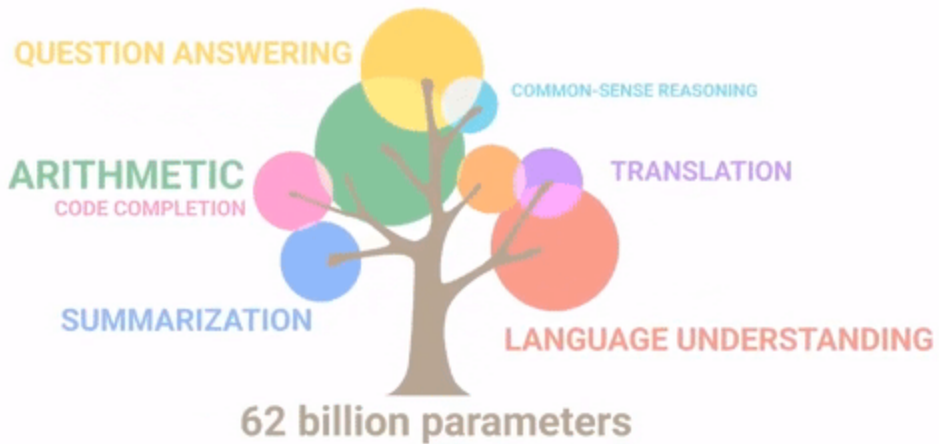 QUESTION ANSWERING
COMMON-SENSE REASONING
ARITHMETIC
TRANSLATION
CODE COMPLETION
SUMMARIZATION
LANGUAGE UNDERSTANDING
62 billion parameters